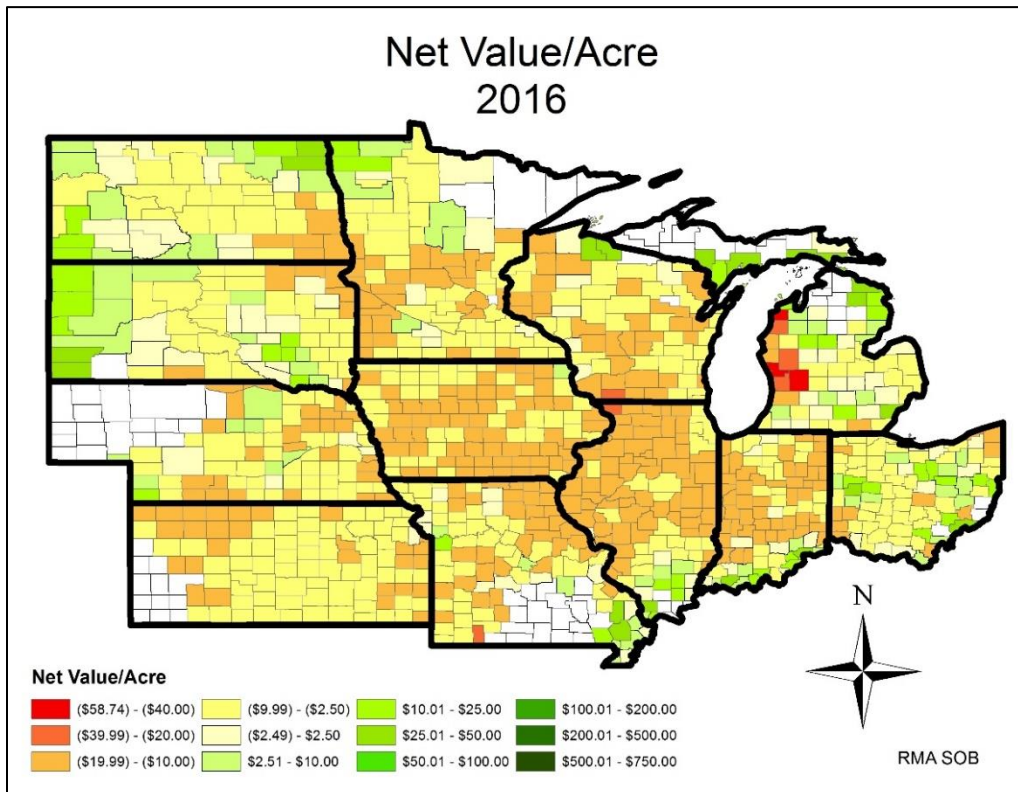 Net Value/Acre
2016
N
Net Value/Acre
($58.74) - ($40.00)
($39.99) - ($20.00)
($19.99) - ($10.00)
($9.99) - ($2.50)
($2.49) - $2.50
$2.51 - $10.00
$10.01 - $25.00
$25.01 - $50.00
$50.01 - $100.00
$100.01 - $200.00
$200.01 - $500.00
$500.01 - $750.00
RMA SOB